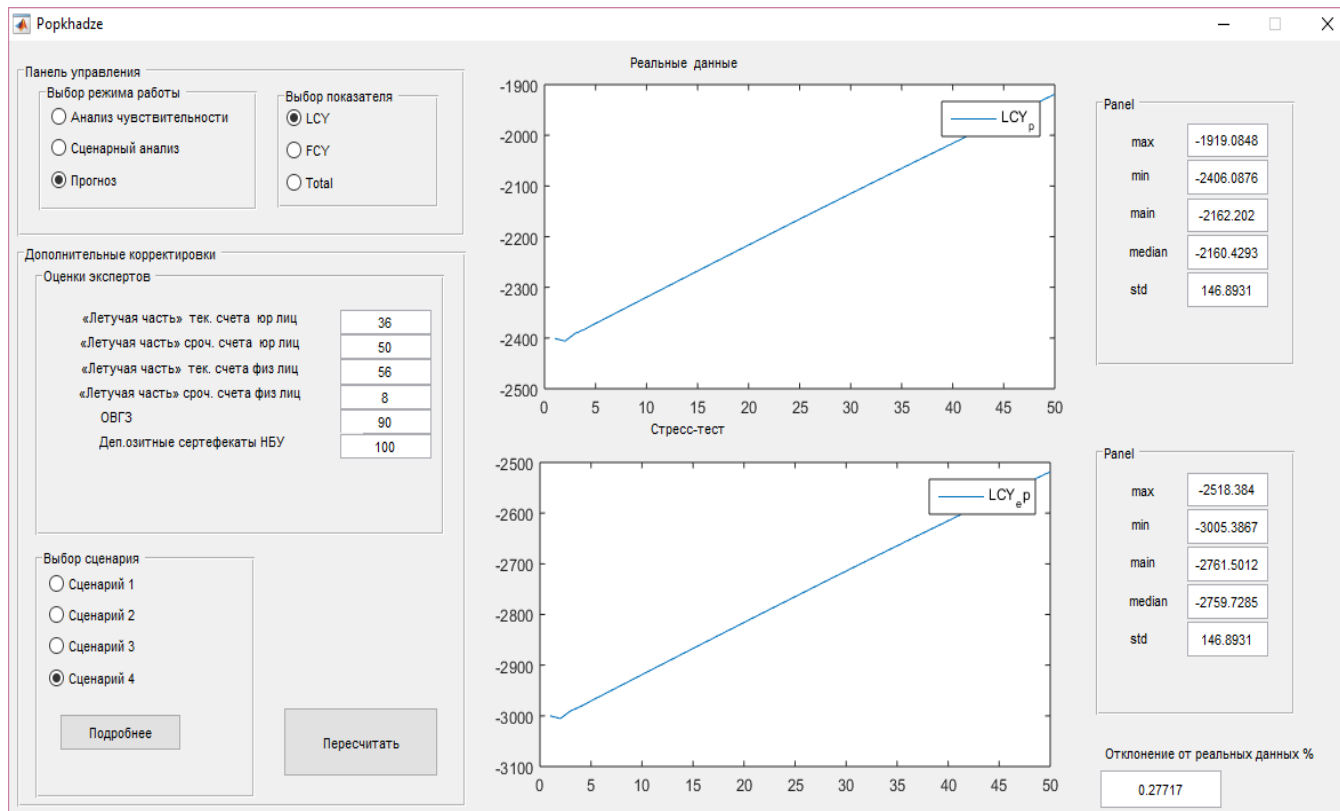 Popkhadze
Панель управления
Выбор режима работы
Анализ чувствительности
Сценарный анализ
Прогноз
Выбор показателя
LCY
FCY
Total
Дополнительные корректировки
Оценки экспертов
«Летучая часть» тек. счета юр лиц 36
«Летучая часть» сроч. счета юр лиц 50
«Летучая часть» тек. счета физ лиц 56
«Летучая часть» сроч. счета физ лиц 8
ОВГЗ 90
Деп.озитные сертефекаты НБУ 100
Выбор сценария
Сценарий 1
Сценарий 2
Сценарий 3
Сценарий 4
Подробнее
Пересчитать
Реальные данные
-1900
-2000
-2100
-2200
-2300
-2400
-2500
0 5 10 15 20 25 30 35 40 45 50
LCY_p
Стресс-тест
-2500
-2600
-2700
-2800
-2900
-3000
-3100
0 5 10 15 20 25 30 35 40 45 50
LCY_ep
Panel
max -1919.0848
min -2406.0876
main -2162.202
median -2160.4293
std 146.8931
Panel
max -2518.384
min -3005.3867
main -2761.5012
median -2759.7285
std 146.8931
Отклонение от реальных данных %
0.27717